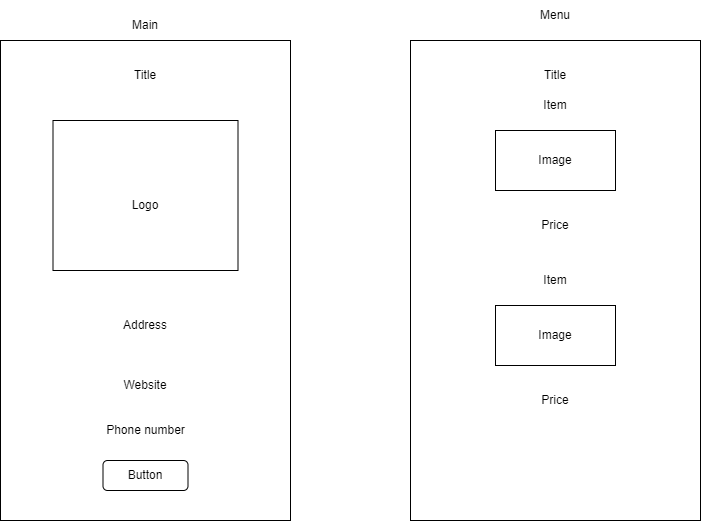 Main
Title
Logo
Address
Website
Phone number
Button
Menu
Title
Item
Image
Price
Item
Image
Price